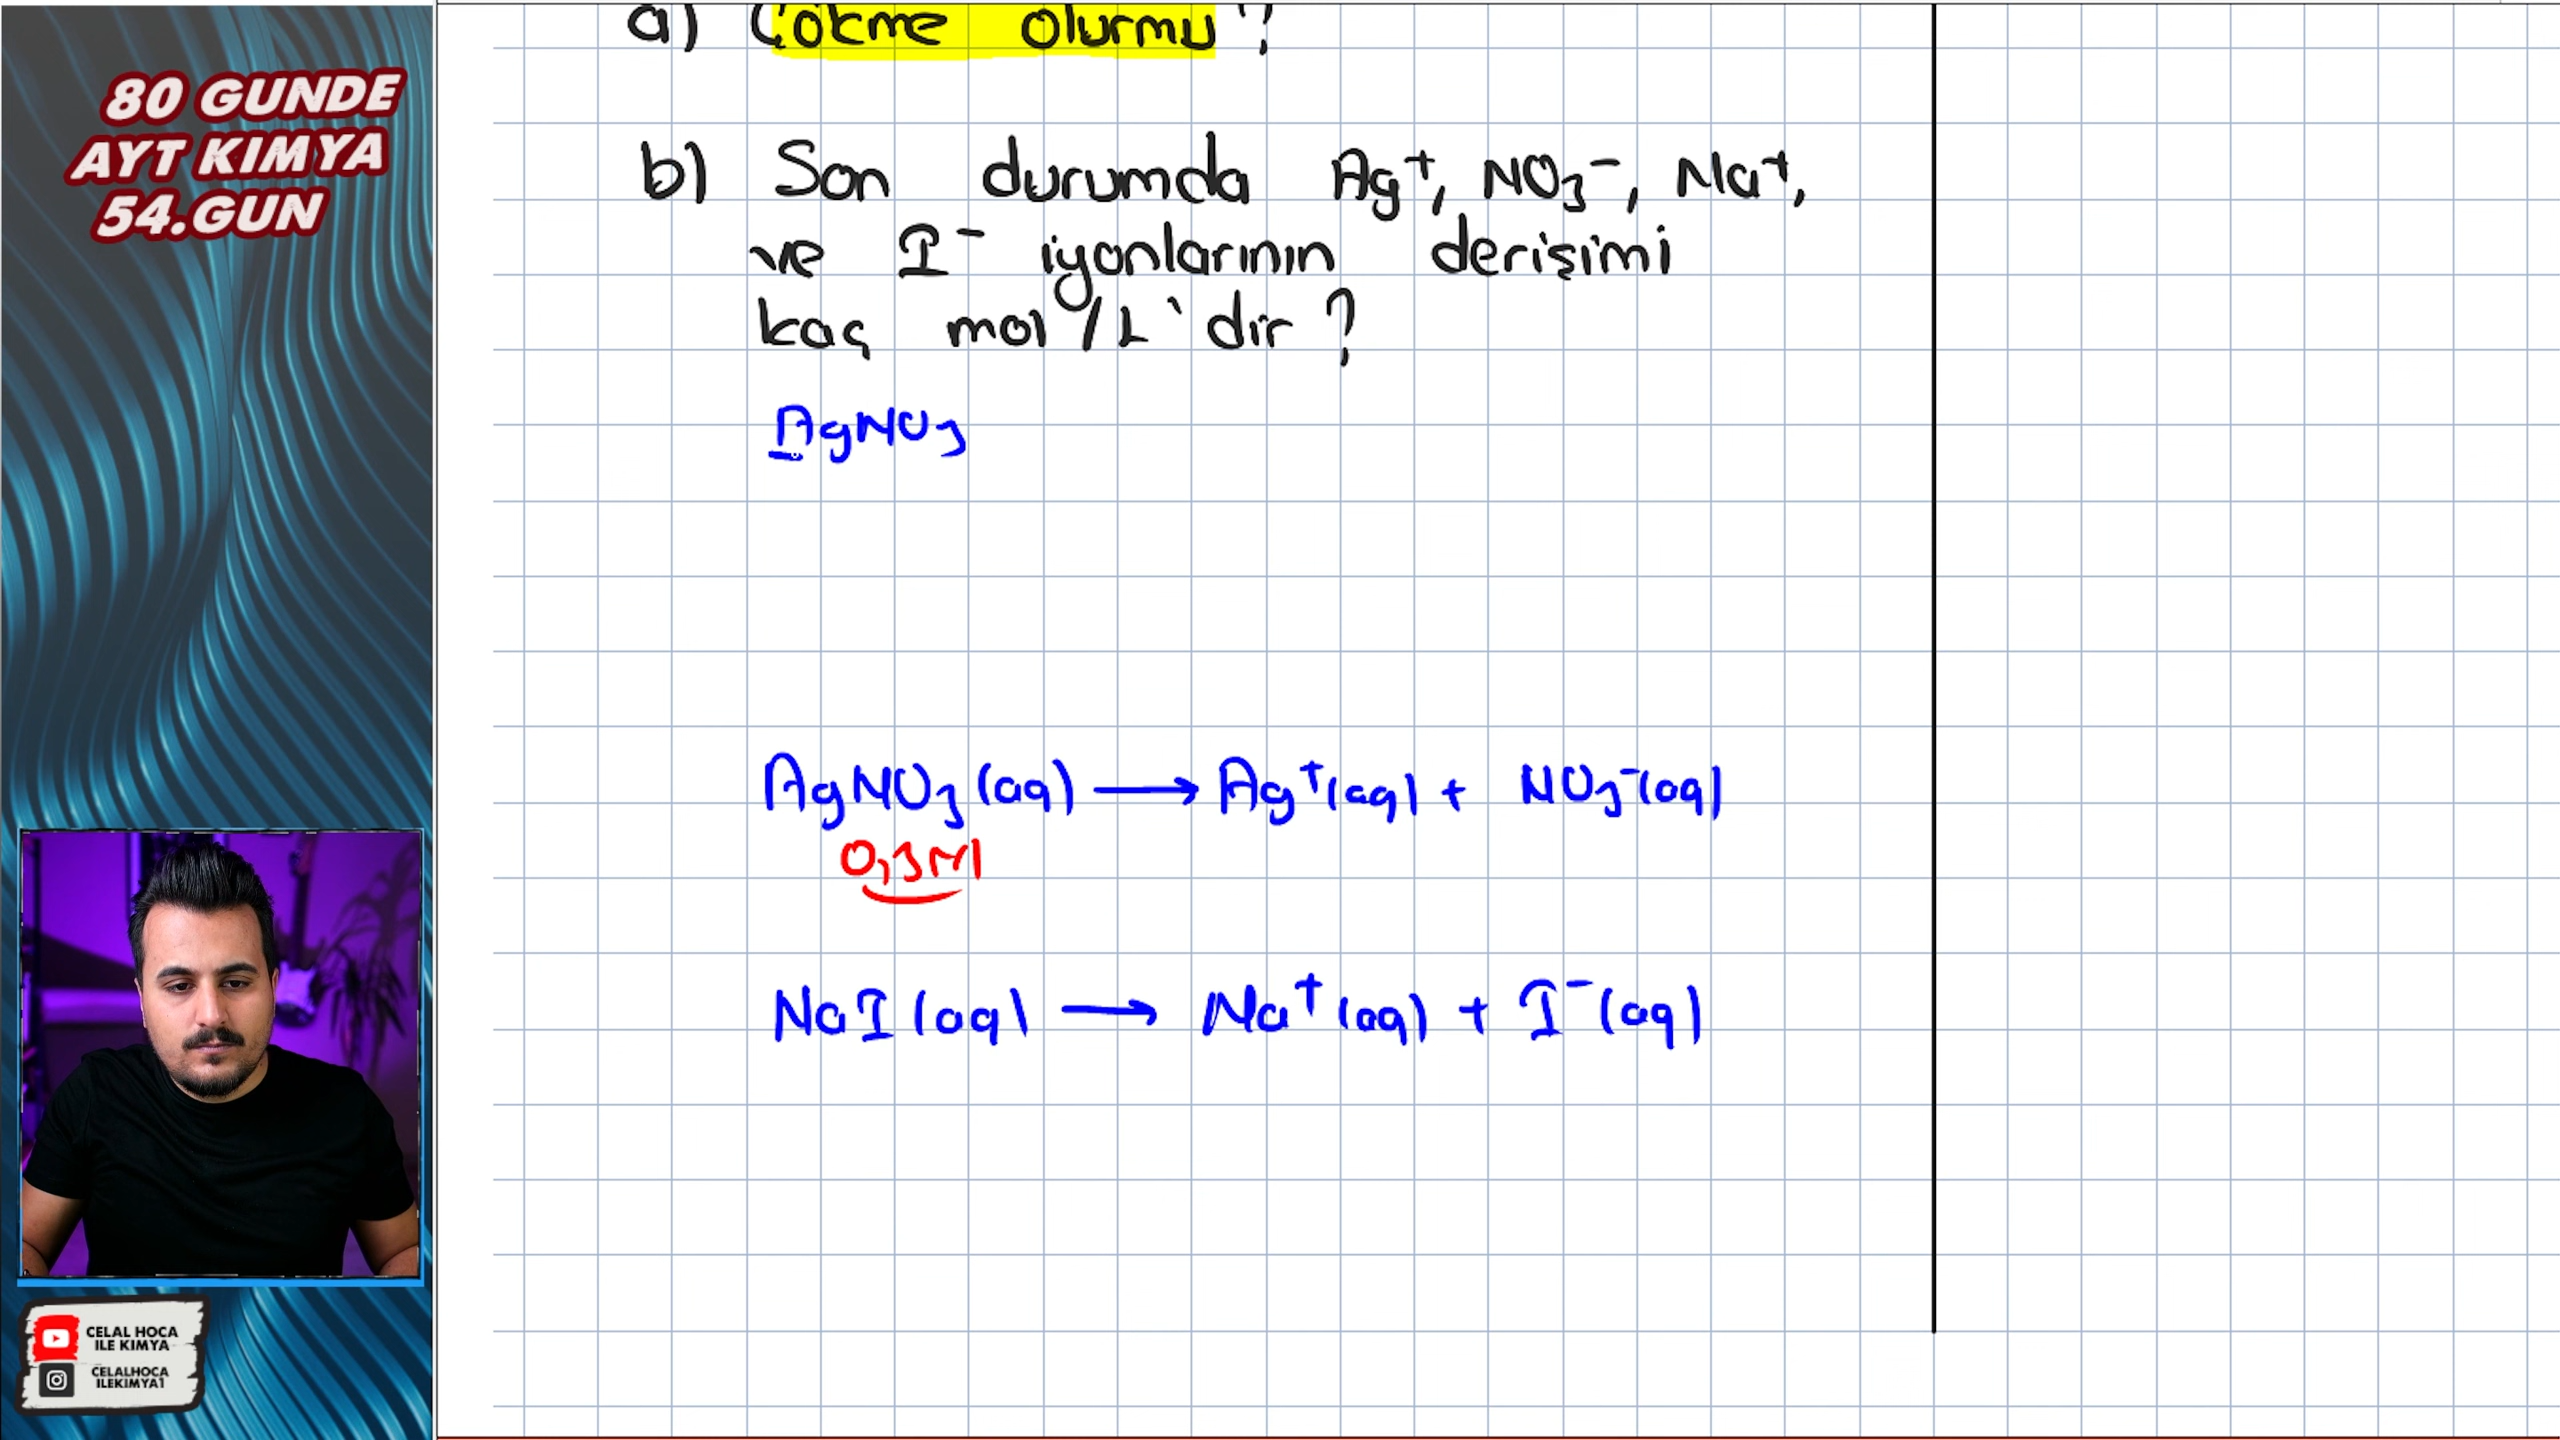 80 GUNDE
AYT KIMYA
54.GUN
a) Çökme olurmu ?
b) Son durumda Ag⁺, NO₃⁻, Na⁺,
ve I⁻ iyonlarının derişimi
kaç mol/L'dir ?
AgNO₃
AgNO₃(aq) → Ag⁺(aq) + NO₃⁻(aq)
0,3M
NaI(aq) → Na⁺(aq) + I⁻(aq)
CELAL HOCA
ILE KIMYA
CELALHOCA
ILEKIMYA1